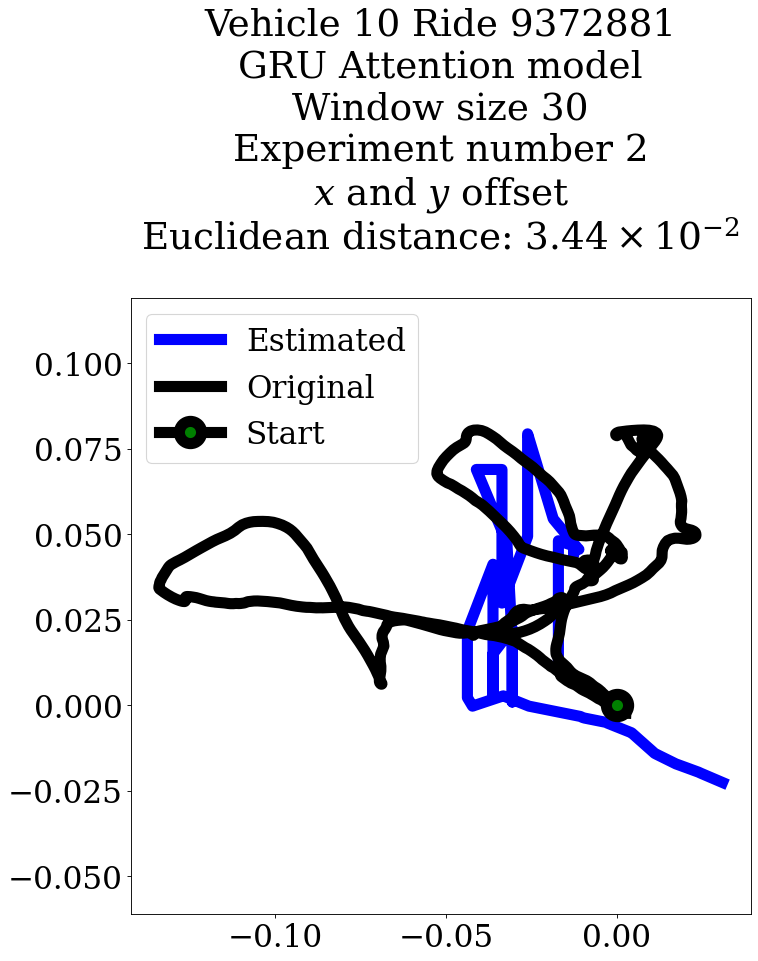 Vehicle 10 Ride 9372881
GRU Attention model
Window size 30
Experiment number 2
x and y offset
Euclidean distance: 3.44 × 10⁻²
Estimated
Original
Start
0.100
0.075
0.050
0.025
0.000
−0.025
−0.050
−0.10
−0.05
0.00